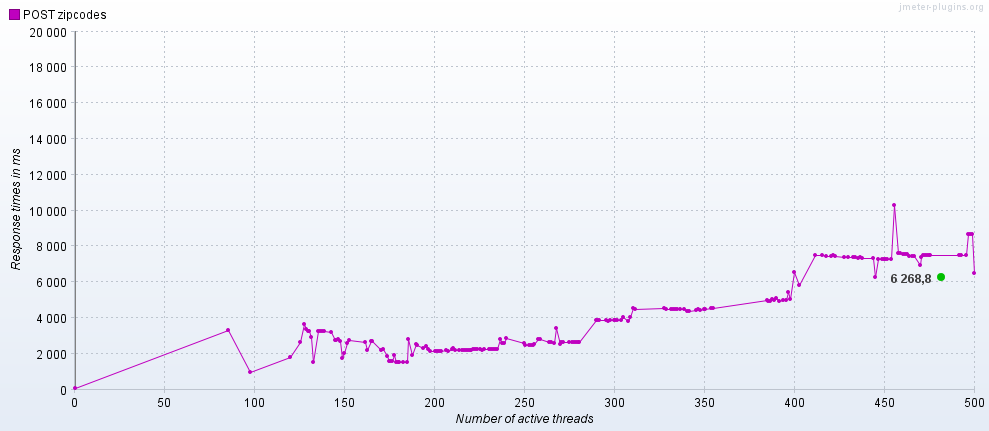 jmeter-plugins.org
POST zipcodes
20 000
18 000
16 000
14 000
12 000
10 000
8 000
6 000
4 000
2 000
0
Response times in ms
6 268,8
0 50 100 150 200 250 300 350 400 450 500
Number of active threads